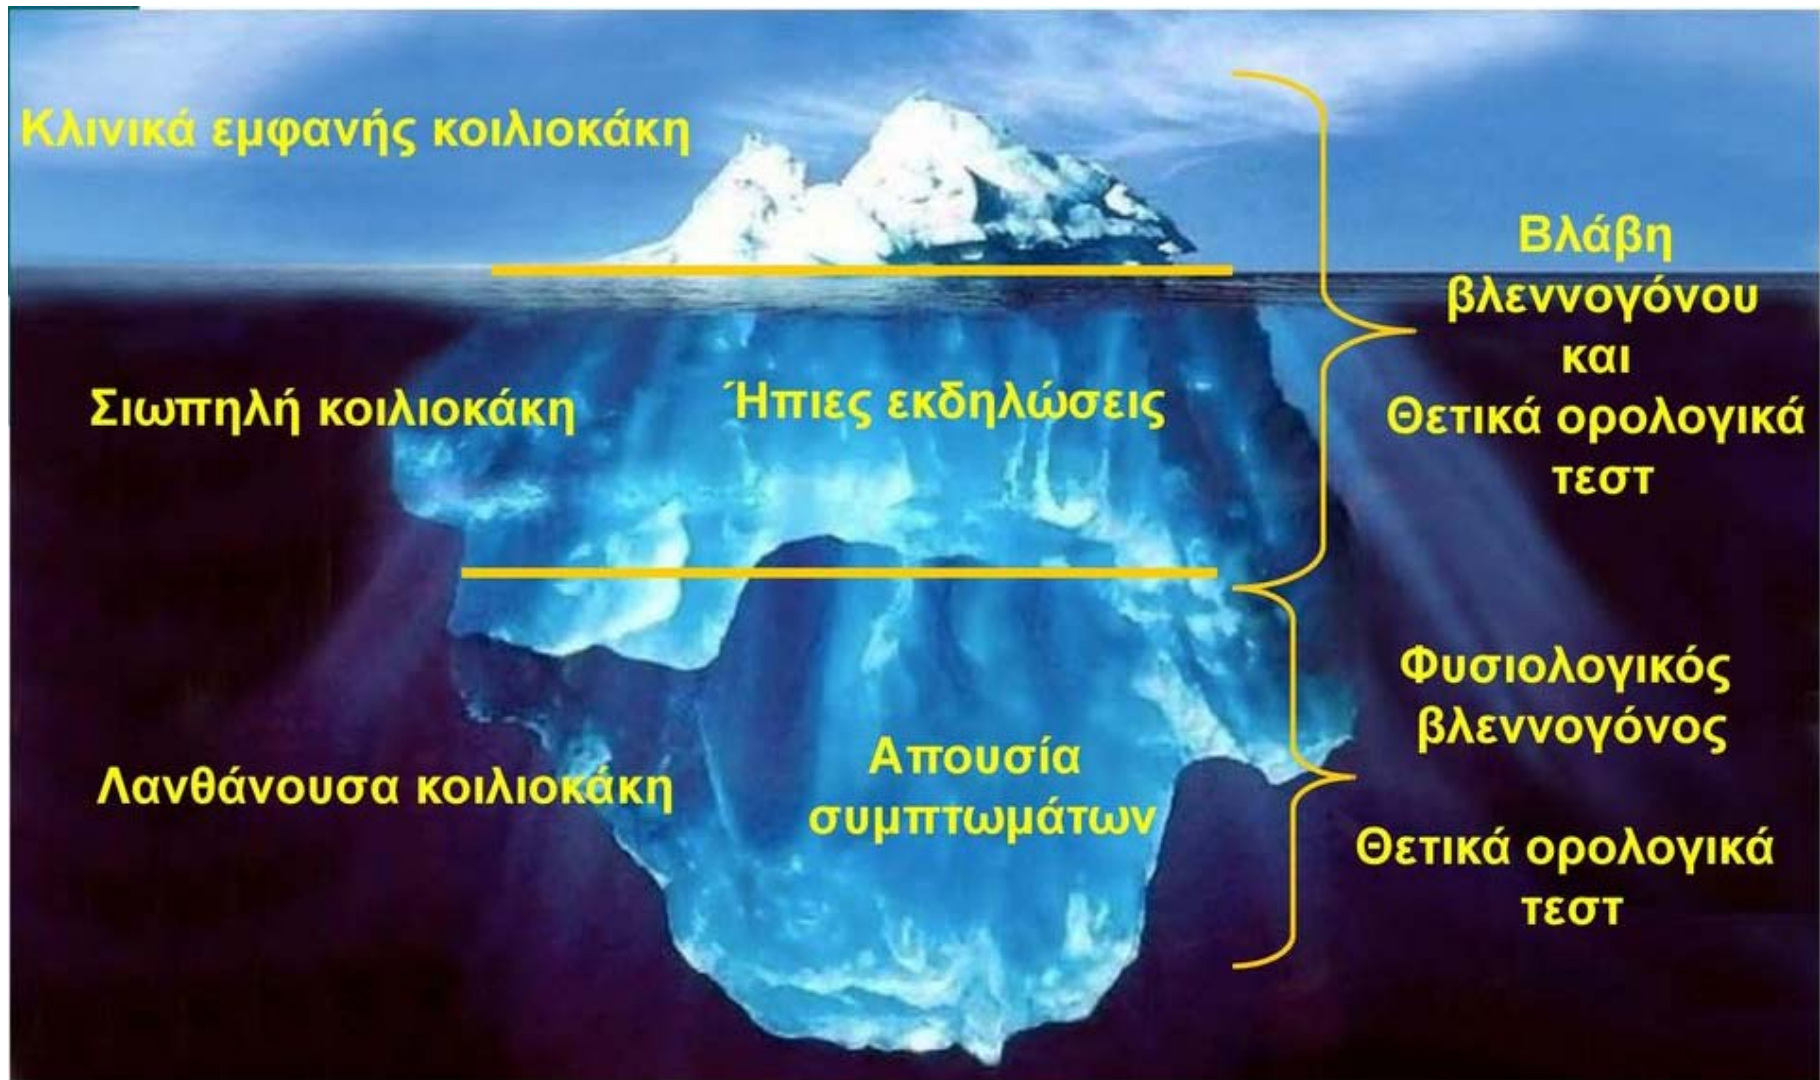 Κλινικά εμφανής κοιλιοκάκη
Βλάβη
βλεννογόνου
και
Θετικά ορολογικά
τεστ
Σιωπηλή κοιλιοκάκη
Ήπιες εκδηλώσεις
Φυσιολογικός
βλεννογόνος
Λανθάνουσα κοιλιοκάκη
Απουσία
συμπτωμάτων
Θετικά ορολογικά
τεστ